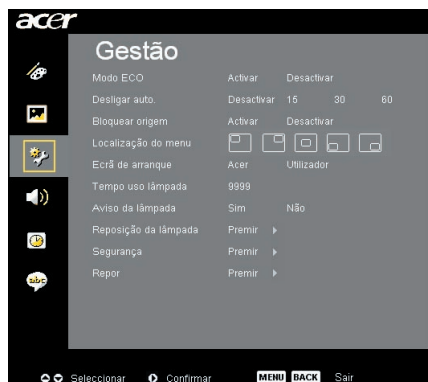 acer
Gestão
Modo ECO Activar Desactivar
Desligar auto. Desactivar 15 30 60
Bloquear origem Activar Desactivar
Localização do menu
Ecrã de arranque Acer Utilizador
Tempo uso lâmpada 9999
Aviso da lâmpada Sim Não
Reposição da lâmpada Premir
Segurança Premir
Repor Premir
abc
Seleccionar Confirmar MENU BACK Sair